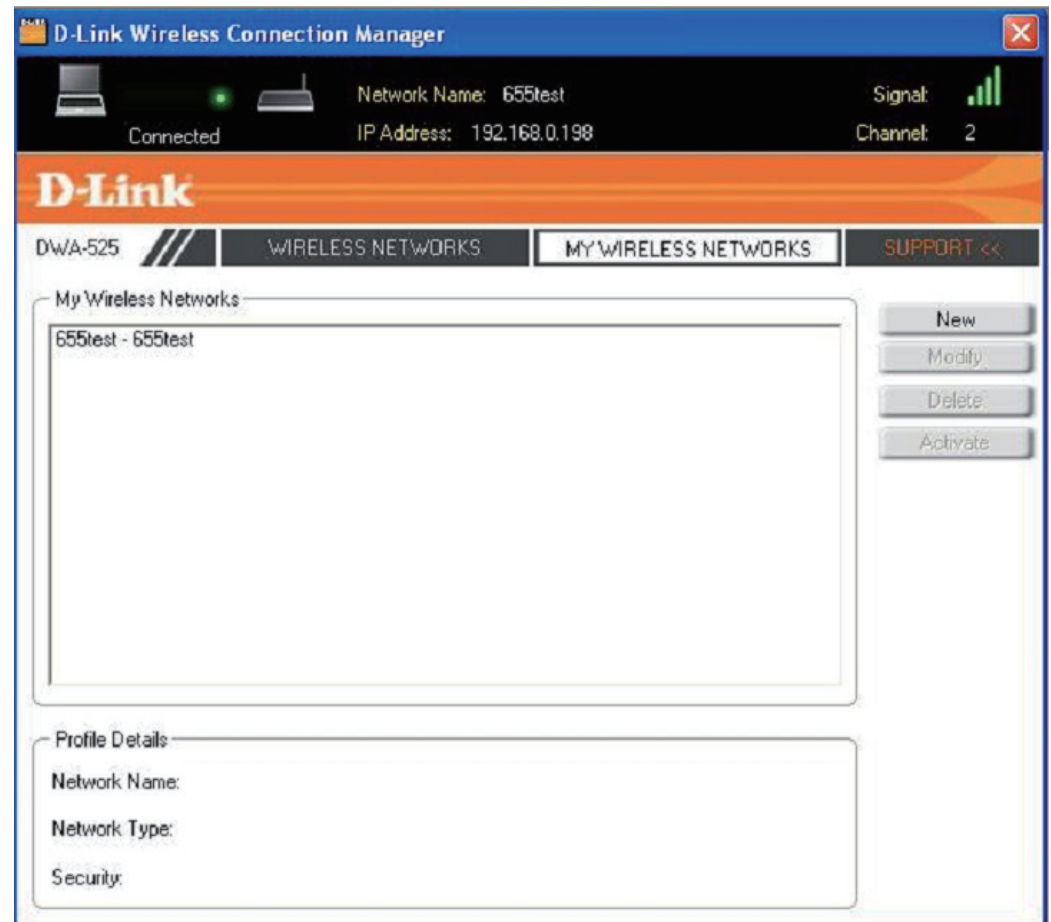 D-Link Wireless Connection Manager
Network Name: 655test
Signal:
Connected
IP Address: 192.168.0.198
Channel: 2
D-Link
DWA-525
WIRELESS NETWORKS
MY WIRELESS NETWORKS
SUPPORT <<
My Wireless Networks
655test - 655test
New
Modify
Delete
Activate
Profile Details
Network Name:
Network Type:
Security: